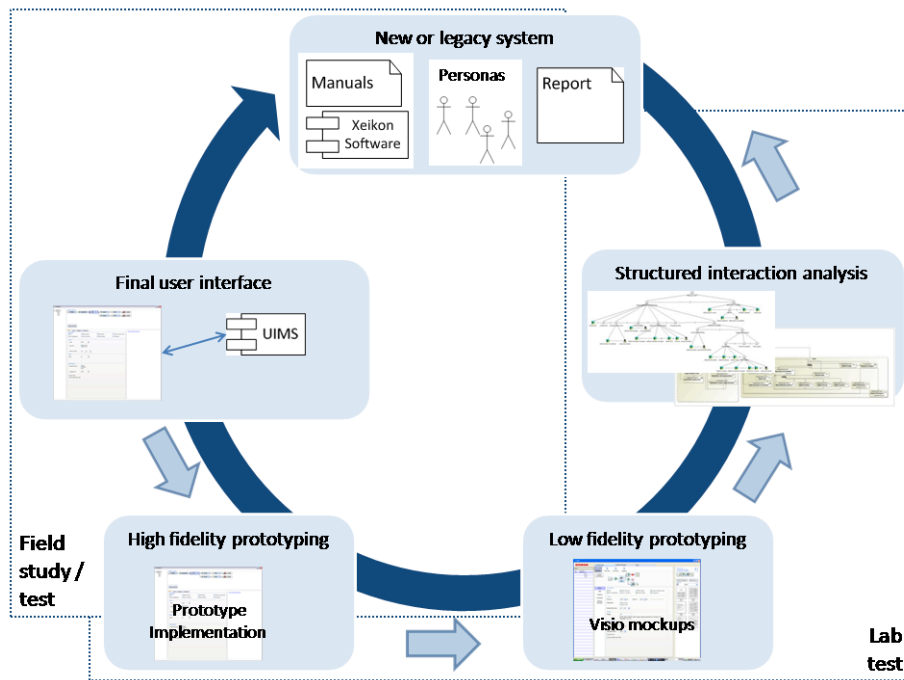 New or legacy system
Manuals
Personas
Report
Xeikon
Software
Final user interface
UIMS
Structured interaction analysis
High fidelity prototyping
Prototype
Implementation
Low fidelity prototyping
Visio mockups
Field
study /
test
Lab
test